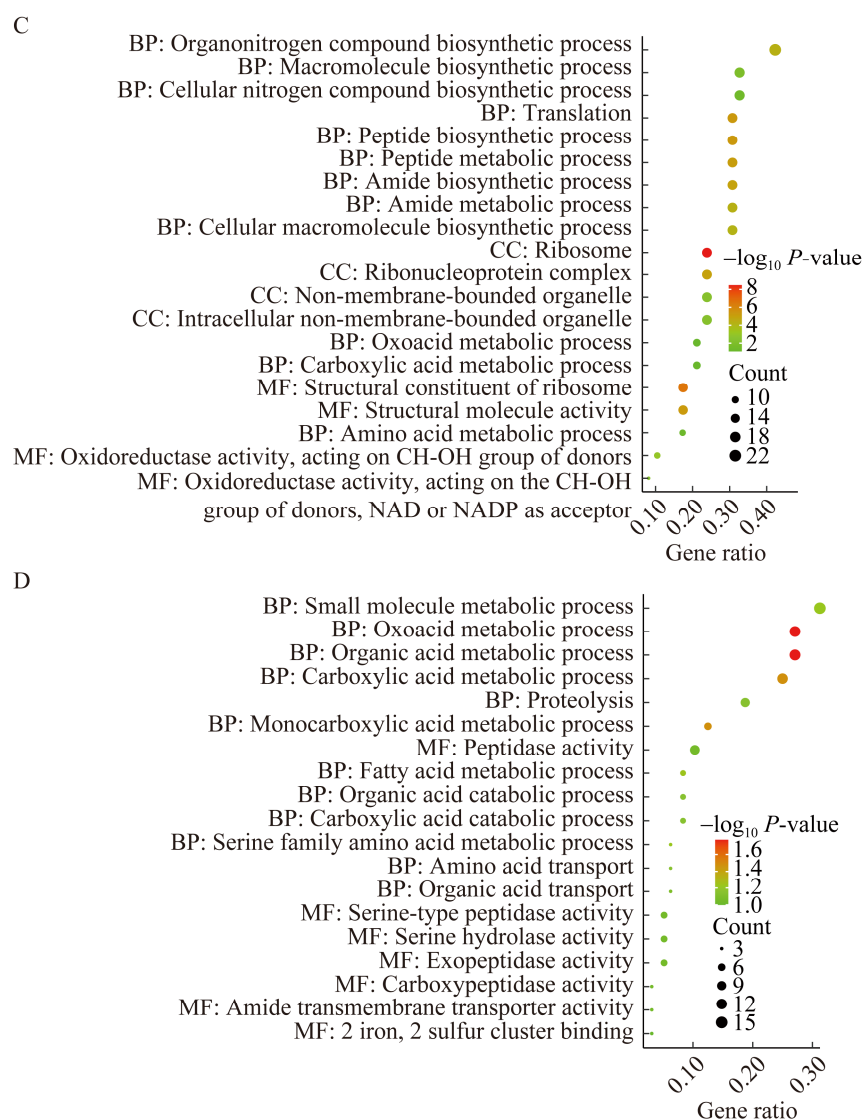 C
BP: Organonitrogen compound biosynthetic process
BP: Macromolecule biosynthetic process
BP: Cellular nitrogen compound biosynthetic process
BP: Translation
BP: Peptide biosynthetic process
BP: Peptide metabolic process
BP: Amide biosynthetic process
BP: Amide metabolic process
BP: Cellular macromolecule biosynthetic process
CC: Ribosome
CC: Ribonucleoprotein complex
CC: Non-membrane-bounded organelle
CC: Intracellular non-membrane-bounded organelle
BP: Oxoacid metabolic process
BP: Carboxylic acid metabolic process
MF: Structural constituent of ribosome
MF: Structural molecule activity
BP: Amino acid metabolic process
MF: Oxidoreductase activity, acting on CH-OH group of donors
MF: Oxidoreductase activity, acting on the CH-OH
group of donors, NAD or NADP as acceptor
–log10 P-value
8
6
4
2
Count
10
14
18
22
0.10 0.20 0.30 0.40
Gene ratio
D
BP: Small molecule metabolic process
BP: Oxoacid metabolic process
BP: Organic acid metabolic process
BP: Carboxylic acid metabolic process
BP: Proteolysis
BP: Monocarboxylic acid metabolic process
MF: Peptidase activity
BP: Fatty acid metabolic process
BP: Organic acid catabolic process
BP: Carboxylic acid catabolic process
BP: Serine family amino acid metabolic process
BP: Amino acid transport
BP: Organic acid transport
MF: Serine-type peptidase activity
MF: Serine hydrolase activity
MF: Exopeptidase activity
MF: Carboxypeptidase activity
MF: Amide transmembrane transporter activity
MF: 2 iron, 2 sulfur cluster binding
–log10 P-value
1.6
1.4
1.2
1.0
Count
3
6
9
12
15
0.10 0.20 0.30
Gene ratio